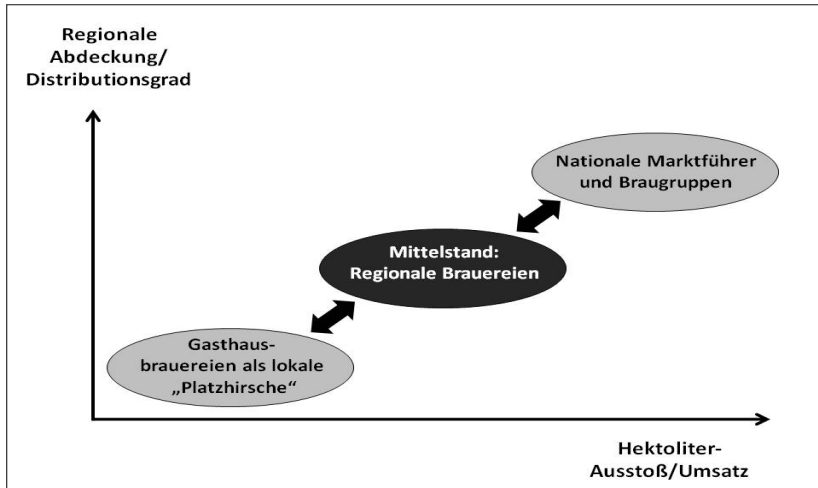 Regionale
Abdeckung/
Distributionsgrad
Nationale Marktführer
und Braugruppen
Mittelstand:
Regionale Brauereien
Gasthaus-
brauereien als lokale
„Platzhirsche“
Hektoliter-
Ausstoß/Umsatz